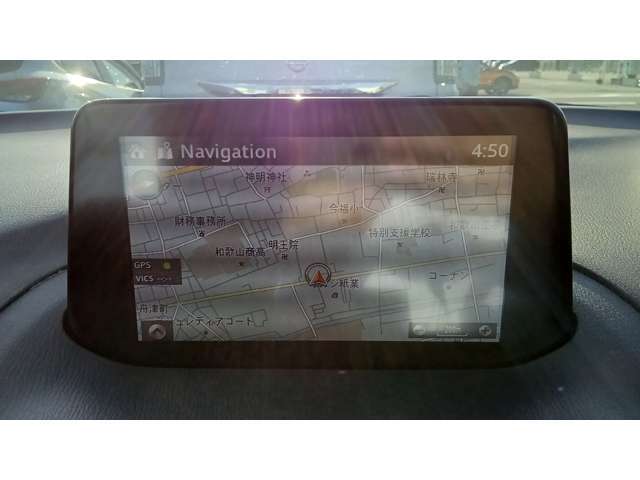 Navigation
4:50
神明神社
瑞林寺
今福小
財務事務所
特別支援学校
明王院
和歌山商高
GPS
VICS --:--
コーナン
ン紙業
エレディアコート